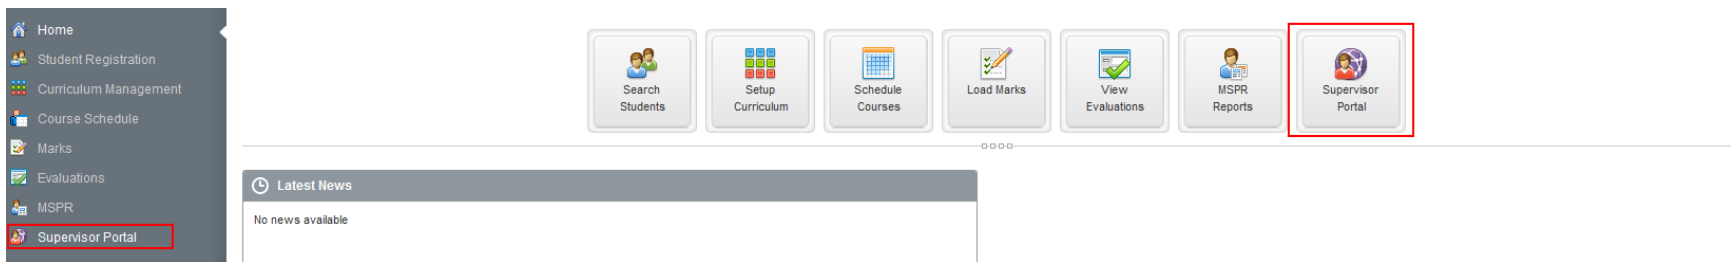 Home
Student Registration
Curriculum Management
Course Schedule
Marks
Evaluations
MSPR
Supervisor Portal
Search
Students
Setup
Curriculum
Schedule
Courses
Load Marks
View
Evaluations
MSPR
Reports
Supervisor
Portal
Latest News
No news available